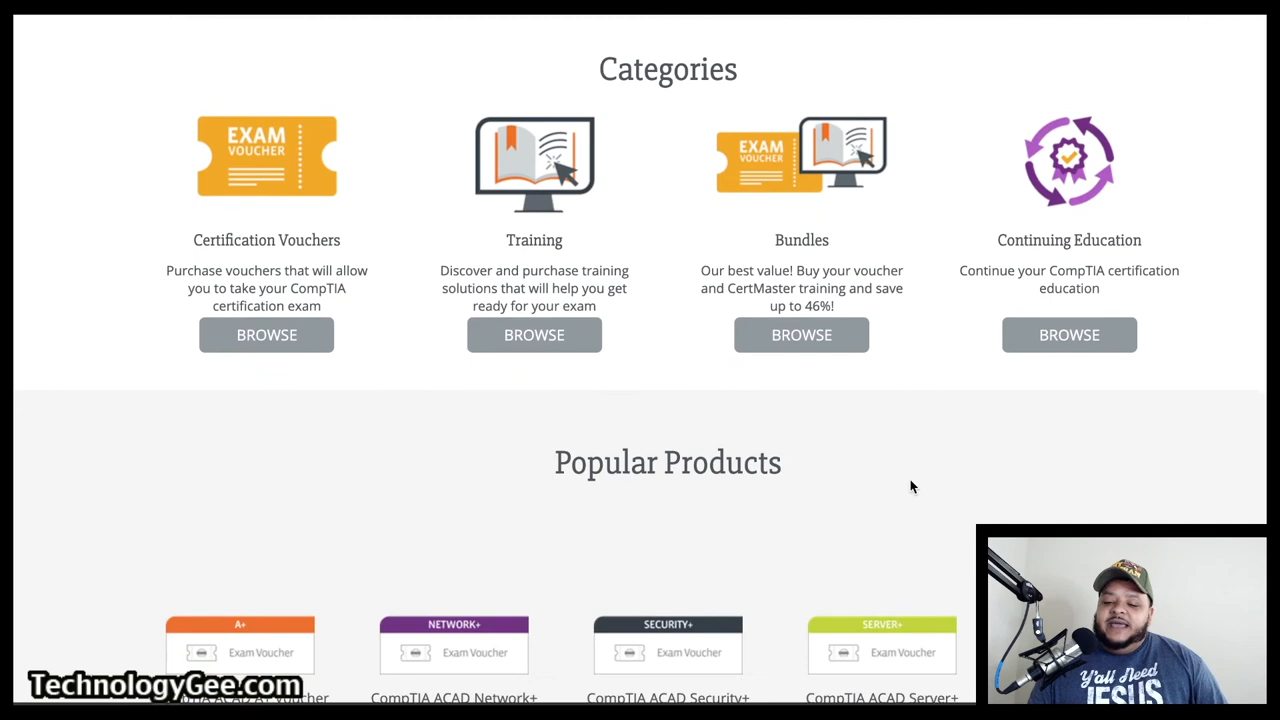 Categories
EXAM
VOUCHER
EXAM
VOUCHER
Certification Vouchers
Training
Bundles
Continuing Education
Purchase vouchers that will allow
you to take your CompTIA
certification exam
Discover and purchase training
solutions that will help you get
ready for your exam
Our best value! Buy your voucher
and CertMaster training and save
up to 46%!
Continue your CompTIA certification
education
BROWSE
BROWSE
BROWSE
BROWSE
Popular Products
A+
NETWORK+
SECURITY+
SERVER+
Exam Voucher
Exam Voucher
Exam Voucher
Exam Voucher
CompTIA ACAD Network+
CompTIA ACAD Security+
CompTIA ACAD Server+
TechnologyGee.com
Y'all Need
JESUS